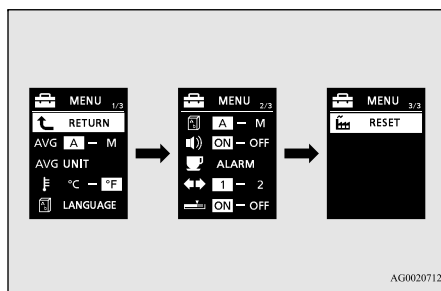 MENU 1/3
RETURN
AVG A – M
AVG UNIT
°C – °F
LANGUAGE
MENU 2/3
A – M
ON – OFF
ALARM
1 – 2
ON – OFF
MENU 3/3
RESET
AG0020712